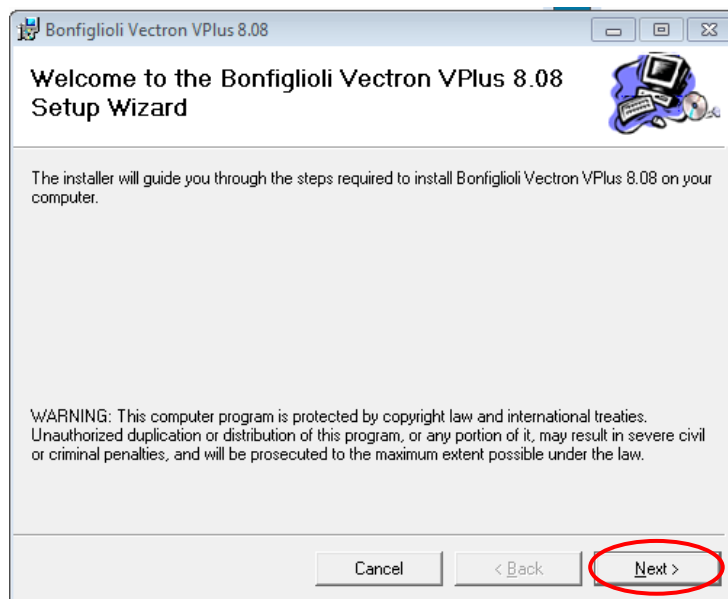 Bonfiglioli Vectron VPlus 8.08
Welcome to the Bonfiglioli Vectron VPlus 8.08
Setup Wizard
The installer will guide you through the steps required to install Bonfiglioli Vectron VPlus 8.08 on your
computer.
WARNING: This computer program is protected by copyright law and international treaties.
Unauthorized duplication or distribution of this program, or any portion of it, may result in severe civil
or criminal penalties, and will be prosecuted to the maximum extent possible under the law.
Cancel < Back Next >